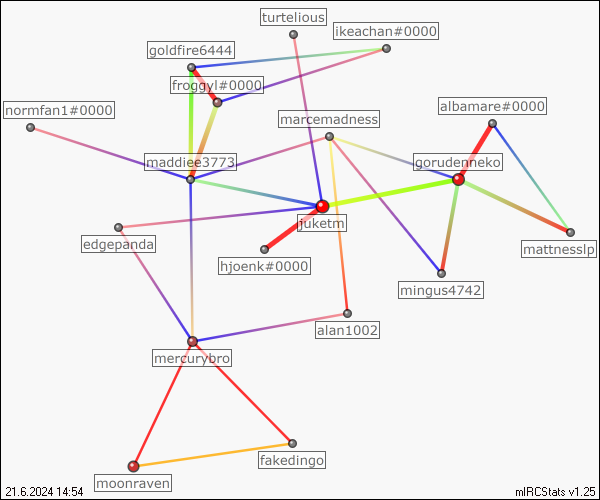 turtelious
ikeachan#0000
goldfire6444
froggyl#0000
normfan1#0000
albamare#0000
marcemadness
maddiee3773
gorudenneko
juketm
edgepanda
mattnesslp
hjoenk#0000
mingus4742
alan1002
mercurybro
fakedingo
moonraven
21.6.2024 14:54
mIRCStats v1.25